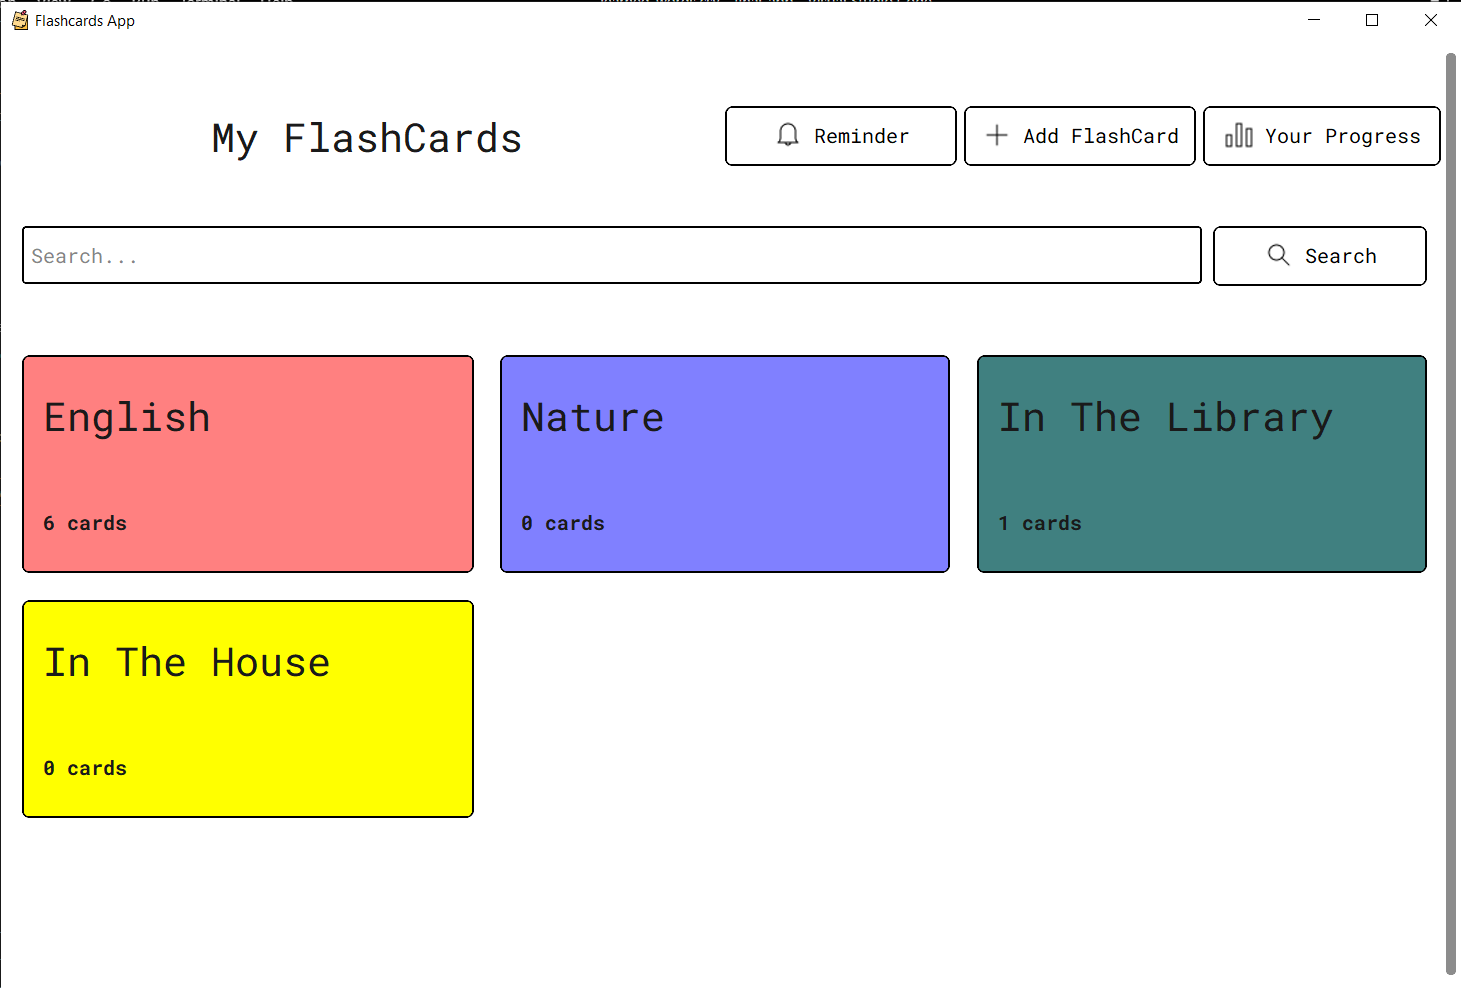 Flashcards App
My FlashCards
Reminder
Add FlashCard
Your Progress
Search...
Search
English
6 cards
Nature
0 cards
In The Library
1 cards
In The House
0 cards